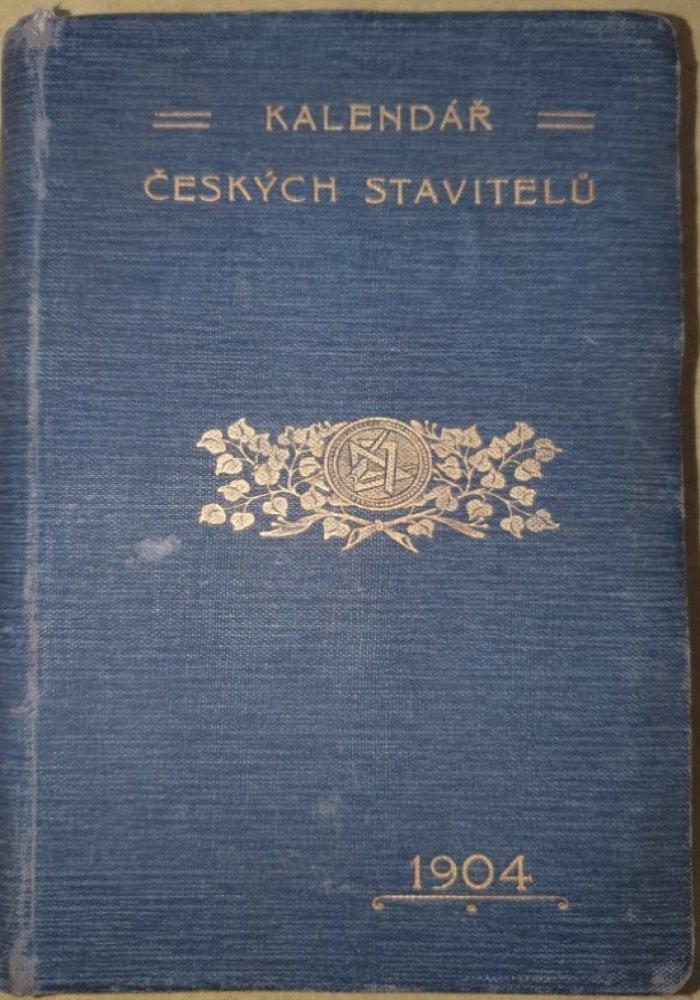 KALENDÁŘ
ČESKÝCH STAVITELŮ
1904